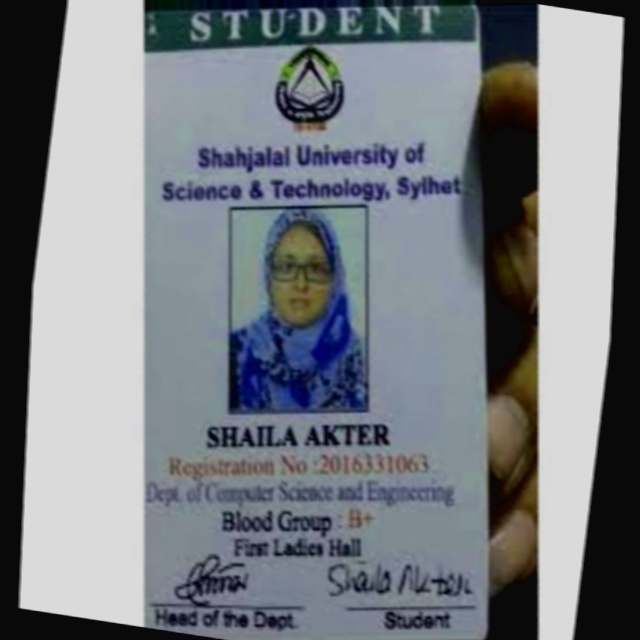 STUDENT
Shahjalal University of
Science & Technology, Sylhet
SHAILA AKTER
Registration No :2016331063
Dept. of Computer Science and Engineering
Blood Group : B+
First Ladies Hall
Shaila Akter
Head of the Dept.
Student